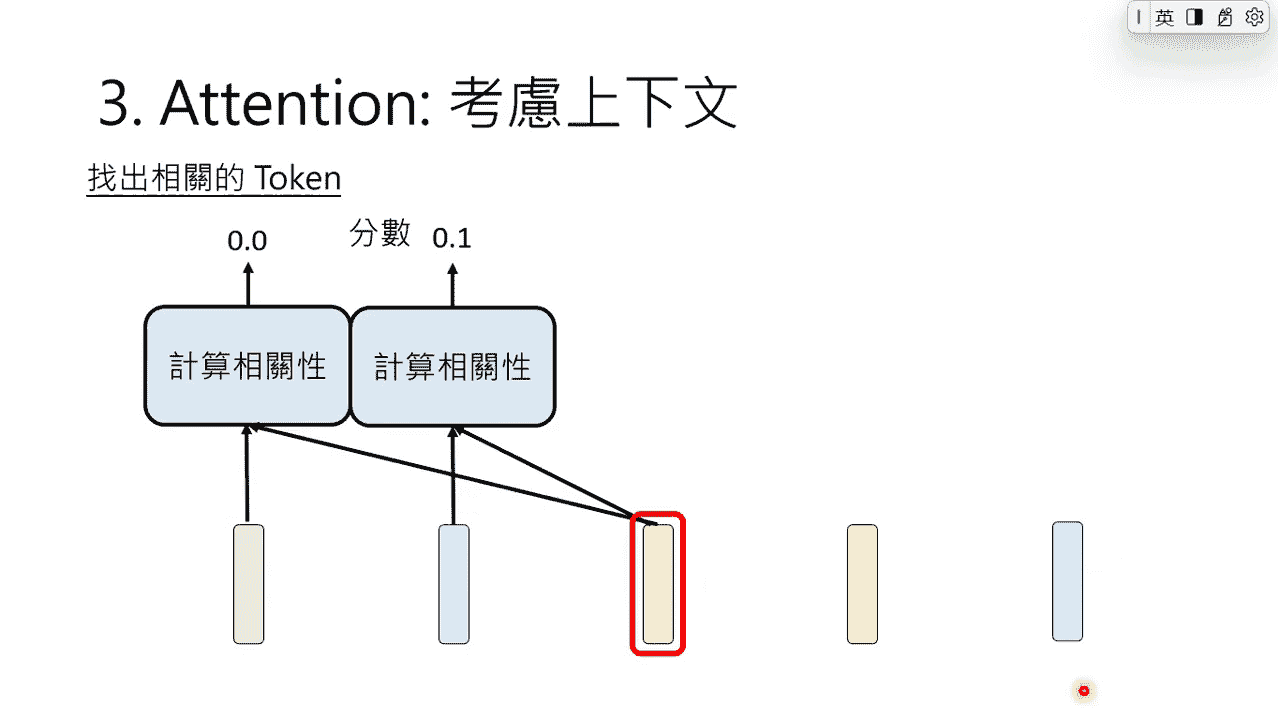 英
3. Attention: 考慮上下文
找出相關的 Token
0.0 分數 0.1
計算相關性 計算相關性